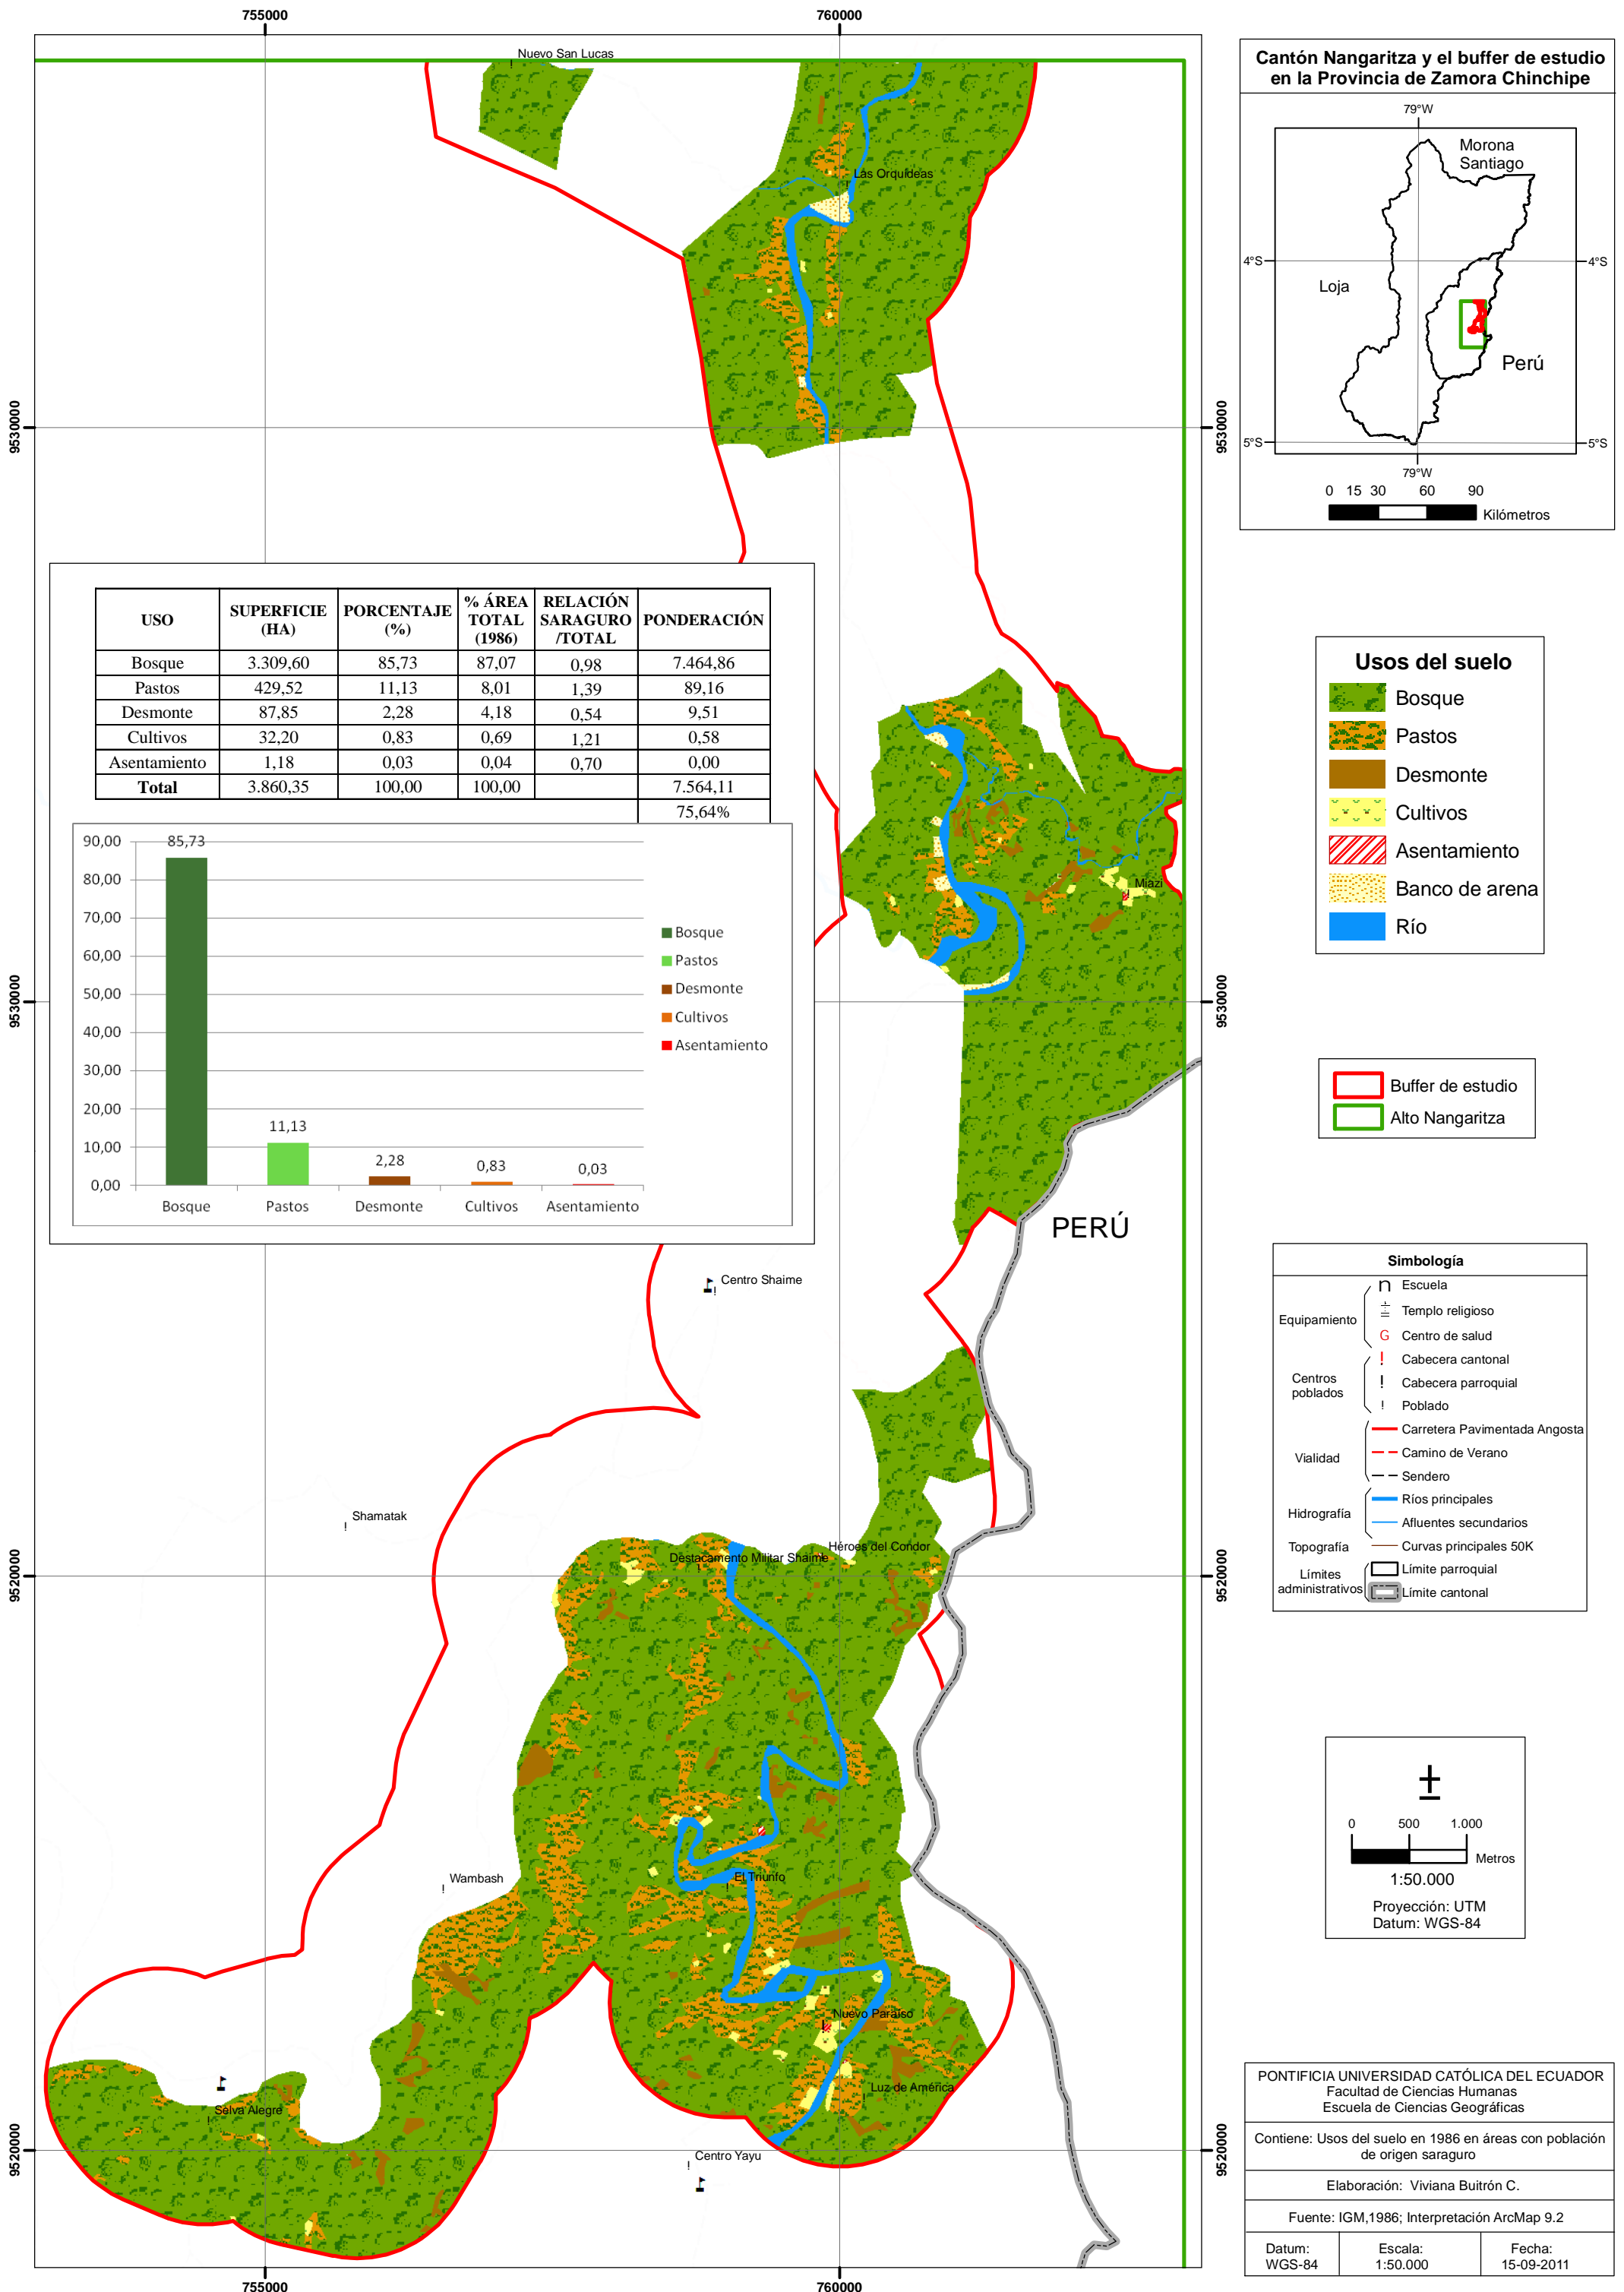 755000
760000
Nuevo San Lucas
Las Orquídeas
9530000
9530000
USO
SUPERFICIE (HA)
PORCENTAJE (%)
% ÁREA TOTAL (1986)
RELACIÓN SARAGURO /TOTAL
PONDERACIÓN
Bosque 3.309,60 85,73 87,07 0,98 7.464,86
Pastos 429,52 11,13 8,01 1,39 89,16
Desmonte 87,85 2,28 4,18 0,54 9,51
Cultivos 32,20 0,83 0,69 1,21 0,58
Asentamiento 1,18 0,03 0,04 0,70 0,00
Total 3.860,35 100,00 100,00 7.564,11
75,64%
90,00
80,00
70,00
60,00
50,00
40,00
30,00
20,00
10,00
0,00
85,73
11,13
2,28
0,83
0,03
Bosque Pastos Desmonte Cultivos Asentamiento
Bosque
Pastos
Desmonte
Cultivos
Asentamiento
Miazi
9530000
9530000
PERÚ
Centro Shaime
Shamatak
Destacamento Militar Shaime
Héroes del Condor
9520000
9520000
Wambash
El Triunfo
Nuevo Paraiso
Luz de América
Selva Alegre
Centro Yayu
9520000
9520000
755000
760000
Cantón Nangaritza y el buffer de estudio
en la Provincia de Zamora Chinchipe
79°W
Morona
Santiago
4°S
4°S
Loja
Perú
5°S
5°S
79°W
0 15 30 60 90
Kilómetros
Usos del suelo
Bosque
Pastos
Desmonte
Cultivos
Asentamiento
Banco de arena
Río
Buffer de estudio
Alto Nangaritza
Simbología
Equipamiento
n Escuela
Templo religioso
G Centro de salud
Centros
poblados
! Cabecera cantonal
! Cabecera parroquial
! Poblado
Vialidad
Carretera Pavimentada Angosta
Camino de Verano
Sendero
Hidrografía
Ríos principales
Afluentes secundarios
Topografía
Curvas principales 50K
Límites
administrativos
Límite parroquial
Límite cantonal
±
0 500 1.000
Metros
1:50.000
Proyección: UTM
Datum: WGS-84
PONTIFICIA UNIVERSIDAD CATÓLICA DEL ECUADOR
Facultad de Ciencias Humanas
Escuela de Ciencias Geográficas
Contiene: Usos del suelo en 1986 en áreas con población
de origen saraguro
Elaboración: Viviana Buitrón C.
Fuente: IGM,1986; Interpretación ArcMap 9.2
Datum:
WGS-84
Escala:
1:50.000
Fecha:
15-09-2011